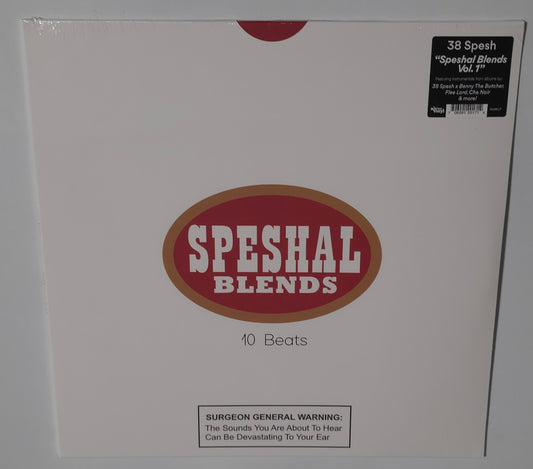 38 Spesh
"Speshal Blends
Vol. 1"
Featuring instrumentals from albums by:
38 Spesh x Benny The Butcher,
Flee Lord, Che Noir
& more!
SPESHAL
BLENDS
10 Beats
SURGEON GENERAL WARNING:
The Sounds You Are About To Hear
Can Be Devastating To Your Ear